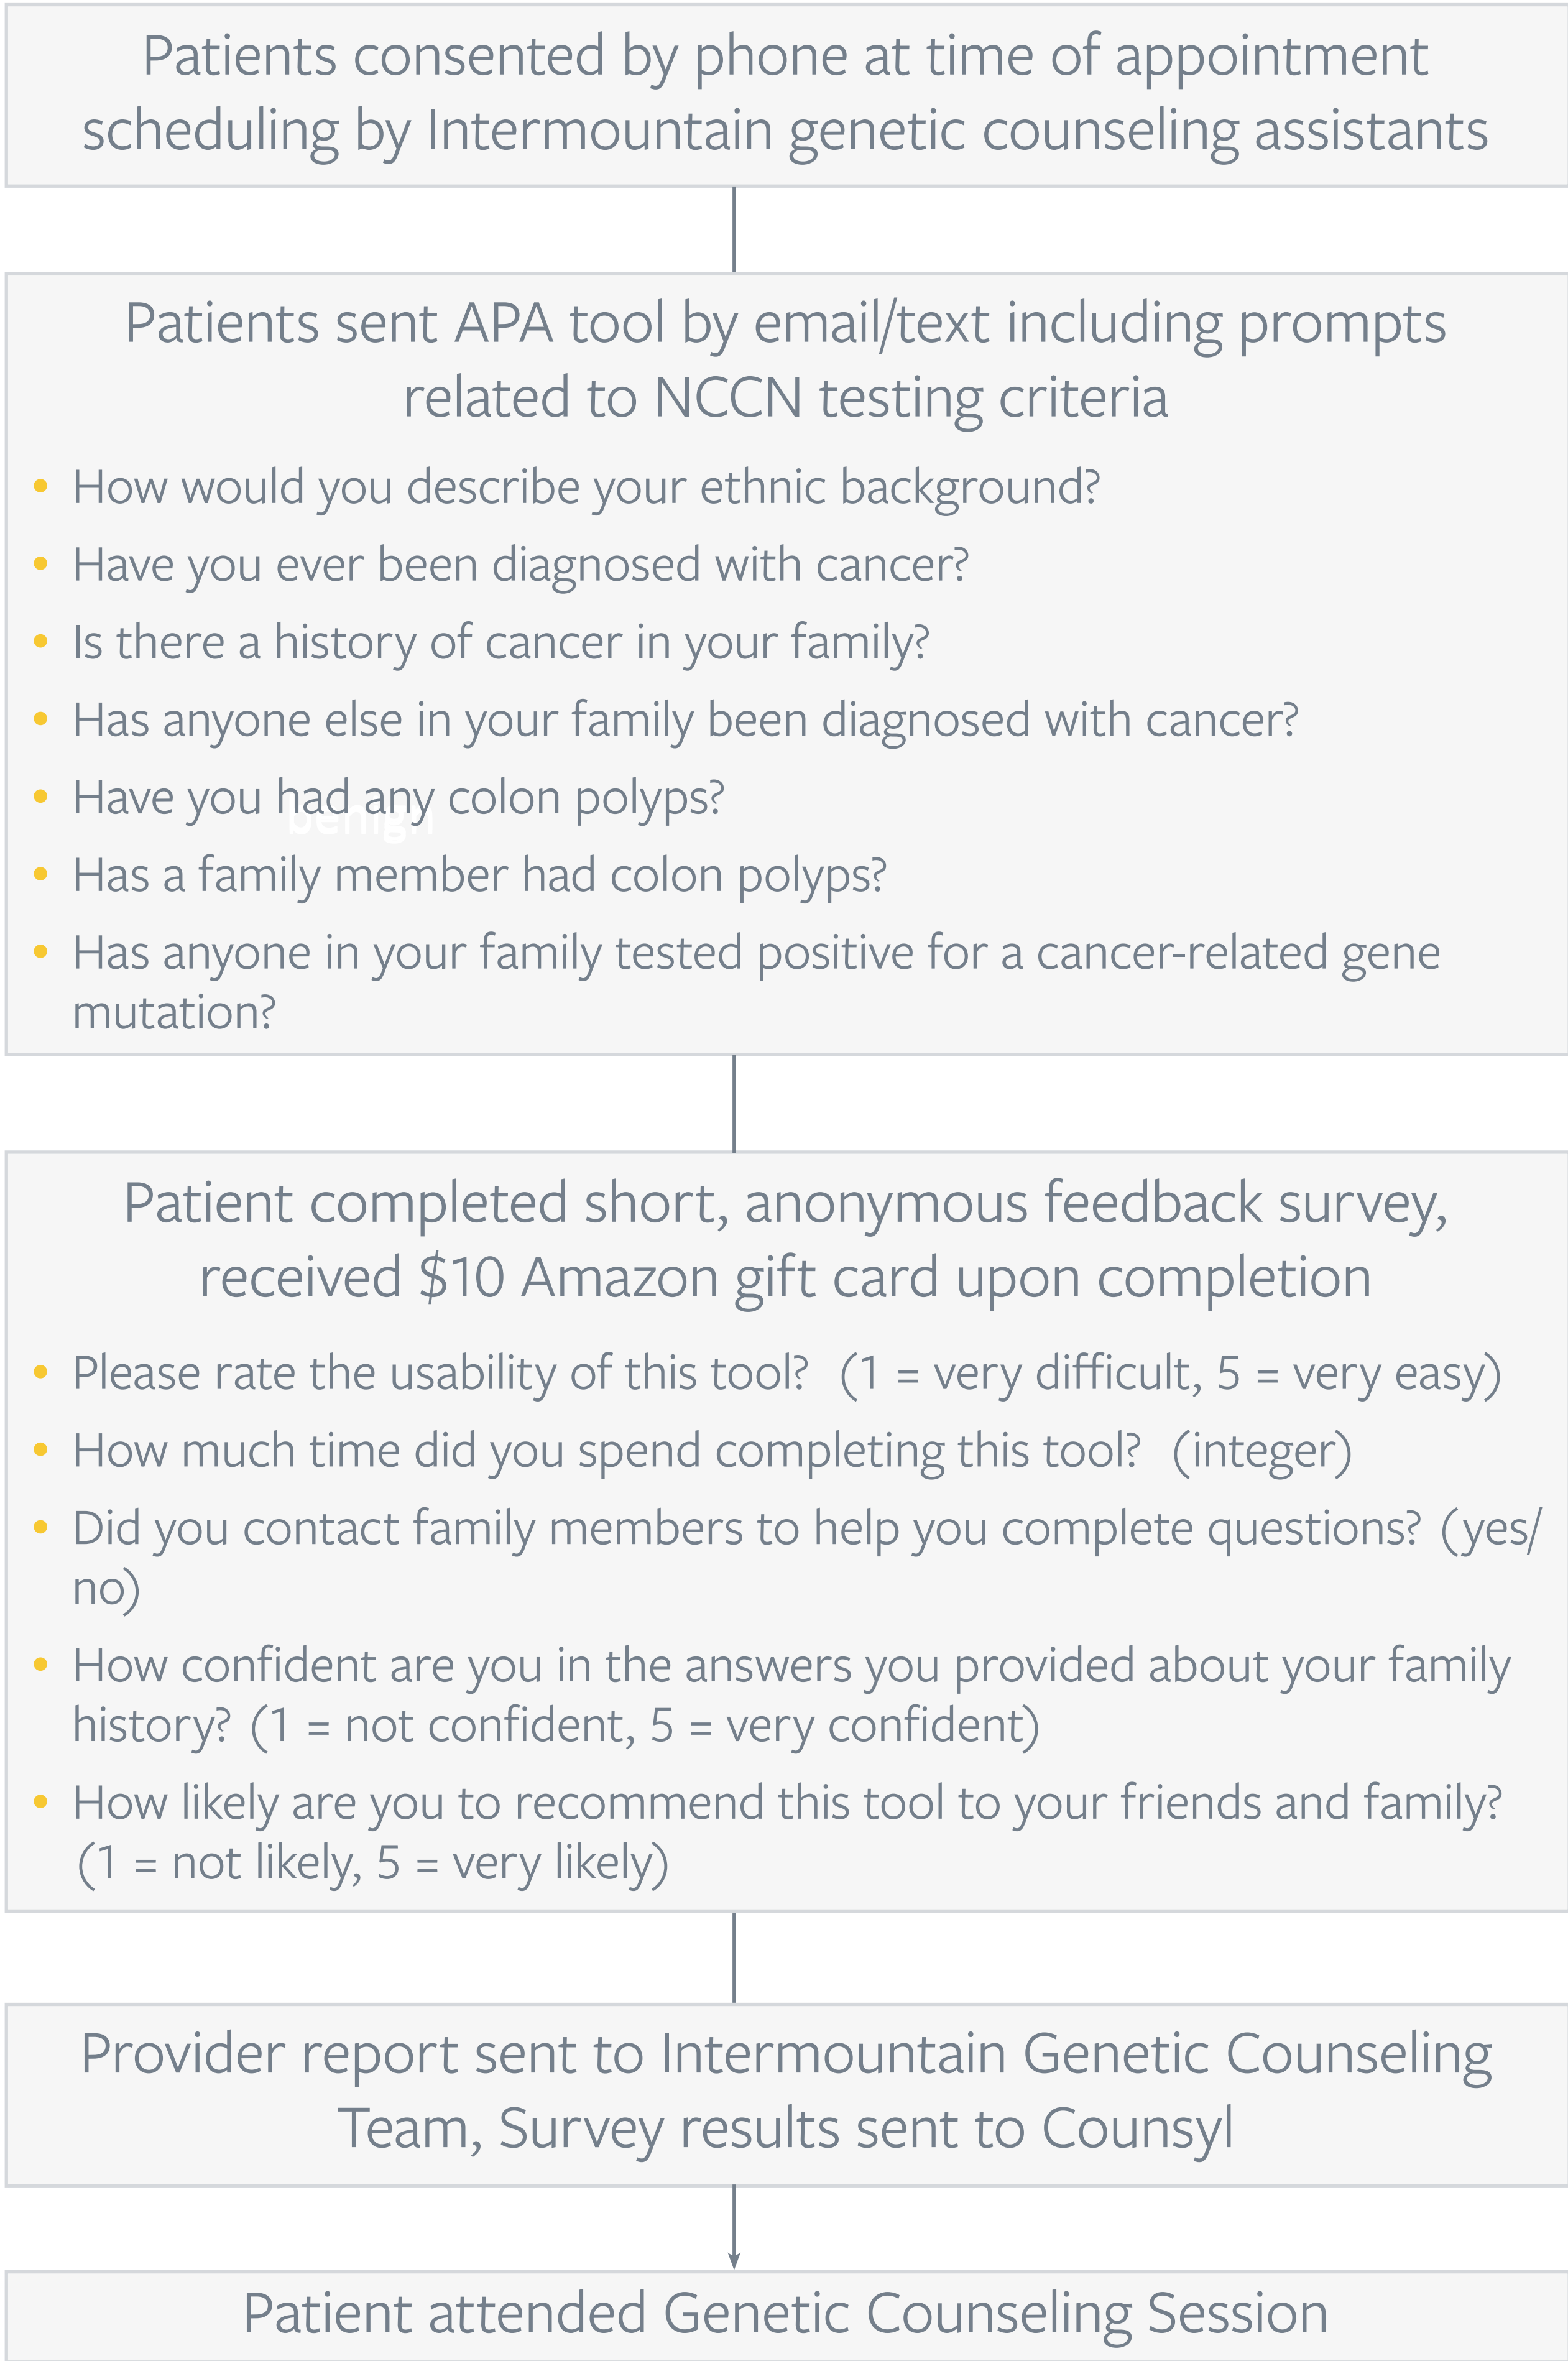 Patients consented by phone at time of appointment
scheduling by Intermountain genetic counseling assistants
Patients sent APA tool by email/text including prompts
related to NCCN testing criteria
• How would you describe your ethnic background?
• Have you ever been diagnosed with cancer?
• Is there a history of cancer in your family?
• Has anyone else in your family been diagnosed with cancer?
• Have you had any colon polyps?
benign
• Has a family member had colon polyps?
• Has anyone in your family tested positive for a cancer-related gene
mutation?
Patient completed short, anonymous feedback survey,
received $10 Amazon gift card upon completion
• Please rate the usability of this tool? (1 = very difficult, 5 = very easy)
• How much time did you spend completing this tool? (integer)
• Did you contact family members to help you complete questions? (yes/
no)
• How confident are you in the answers you provided about your family
history? (1 = not confident, 5 = very confident)
• How likely are you to recommend this tool to your friends and family?
(1 = not likely, 5 = very likely)
Provider report sent to Intermountain Genetic Counseling
Team, Survey results sent to Counsyl
Patient attended Genetic Counseling Session